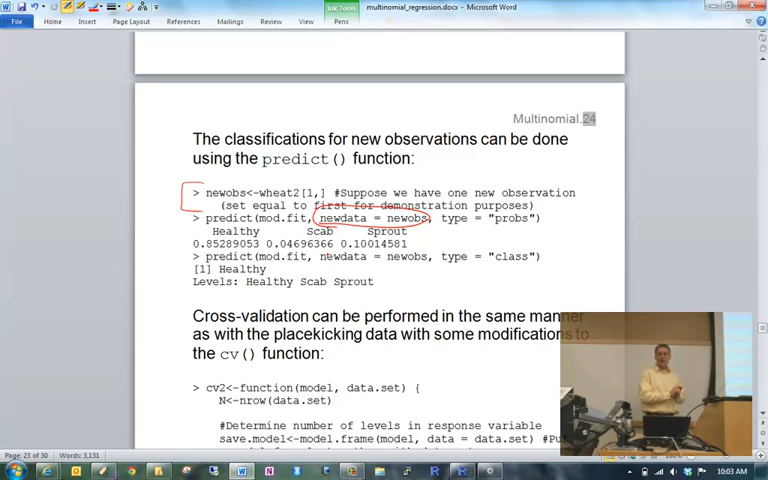 Ink Tools
multinomial_regression.docx - Microsoft Word
File
Home
Insert
Page Layout
References
Mailings
Review
View
Pens
Multinomial.24
The classifications for new observations can be done
using the predict() function:
> newobs<-wheat2[1,] #Suppose we have one new observation
(set equal to first for demonstration purposes)
> predict(mod.fit, newdata = newobs, type = "probs")
Healthy Scab Sprout
0.85289053 0.04696366 0.10014581
> predict(mod.fit, newdata = newobs, type = "class")
[1] Healthy
Levels: Healthy Scab Sprout
Cross-validation can be performed in the same manner
as with the placekicking data with some modifications to
the cv() function:
> cv2<-function(model, data.set) {
N<-nrow(data.set)
#Determine number of levels in response variable
save.model<-model.frame(model, data = data.set) #Pu
Page: 23 of 30
Words: 3,131
10:03 AM